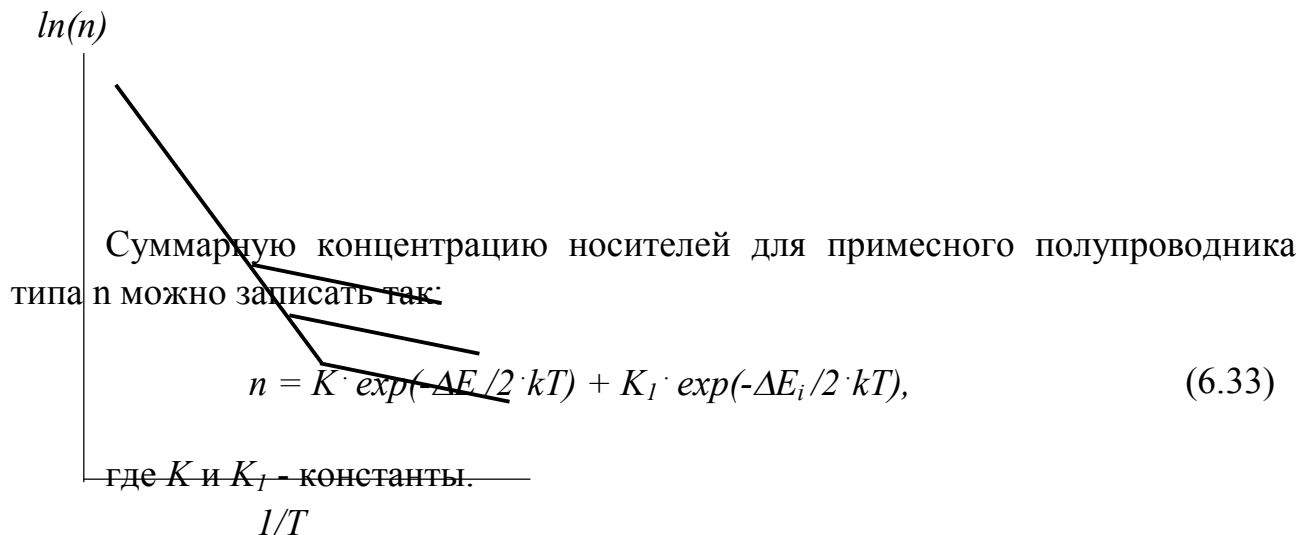 ln(n)
Суммарную концентрацию носителей для примесного полупроводника
типа n можно записать так:
n = K · exp(-ΔE /2 · kT) + K₁ · exp(-ΔEᵢ /2 · kT), (6.33)
где K и K₁ - константы.
1/T